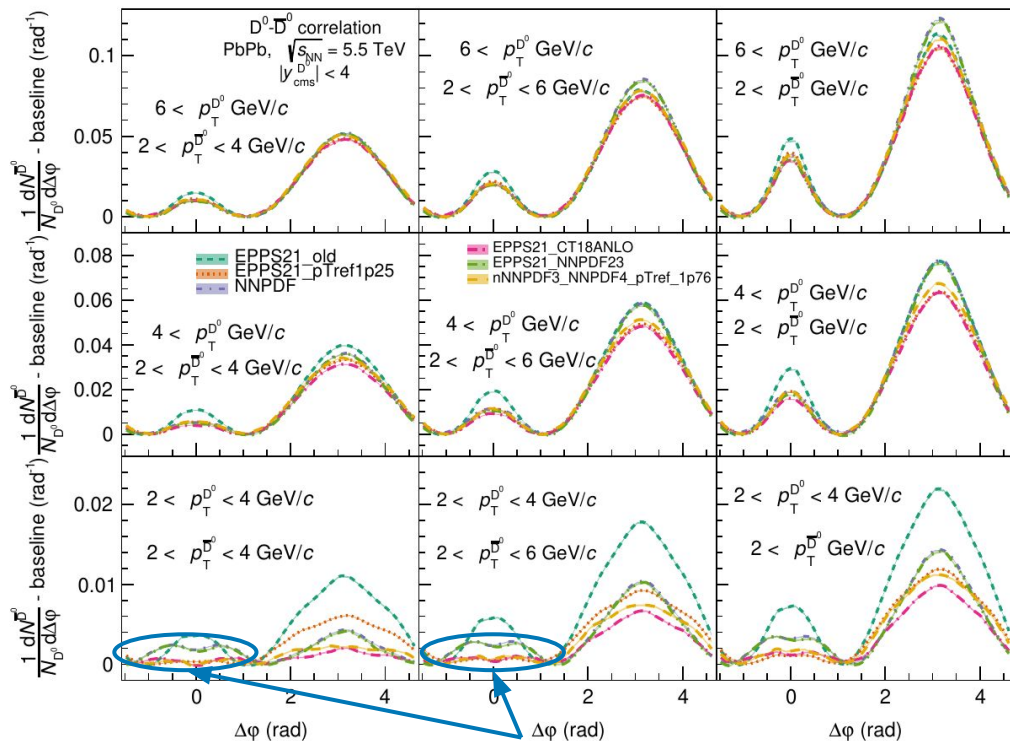 D⁰-D̅⁰ correlation
PbPb, √s_NN = 5.5 TeV
|y_cms^D⁰| < 4
6 < p_T^D⁰ GeV/c
2 < p_T^D̅⁰ < 4 GeV/c
6 < p_T^D⁰ GeV/c
2 < p_T^D̅⁰ < 6 GeV/c
6 < p_T^D⁰ GeV/c
2 < p_T^D̅⁰ GeV/c
1/N_D⁰ dN^D̅⁰/dΔφ - baseline (rad⁻¹)
0.1
0.05
0
EPPS21_old
EPPS21_pTref1p25
NNPDF
EPPS21_CT18ANLO
EPPS21_NNPDF23
nNNPDF3_NNPDF4_pTref_1p76
4 < p_T^D⁰ GeV/c
2 < p_T^D̅⁰ < 4 GeV/c
4 < p_T^D⁰ GeV/c
2 < p_T^D̅⁰ < 6 GeV/c
4 < p_T^D⁰ GeV/c
2 < p_T^D̅⁰ GeV/c
1/N_D⁰ dN^D̅⁰/dΔφ - baseline (rad⁻¹)
0.08
0.06
0.04
0.02
0
2 < p_T^D⁰ < 4 GeV/c
2 < p_T^D̅⁰ < 4 GeV/c
2 < p_T^D⁰ < 4 GeV/c
2 < p_T^D̅⁰ < 6 GeV/c
2 < p_T^D⁰ < 4 GeV/c
2 < p_T^D̅⁰ GeV/c
1/N_D⁰ dN^D̅⁰/dΔφ - baseline (rad⁻¹)
0.02
0.01
0
0 2 4 0 2 4 0 2 4
Δφ (rad) Δφ (rad) Δφ (rad)